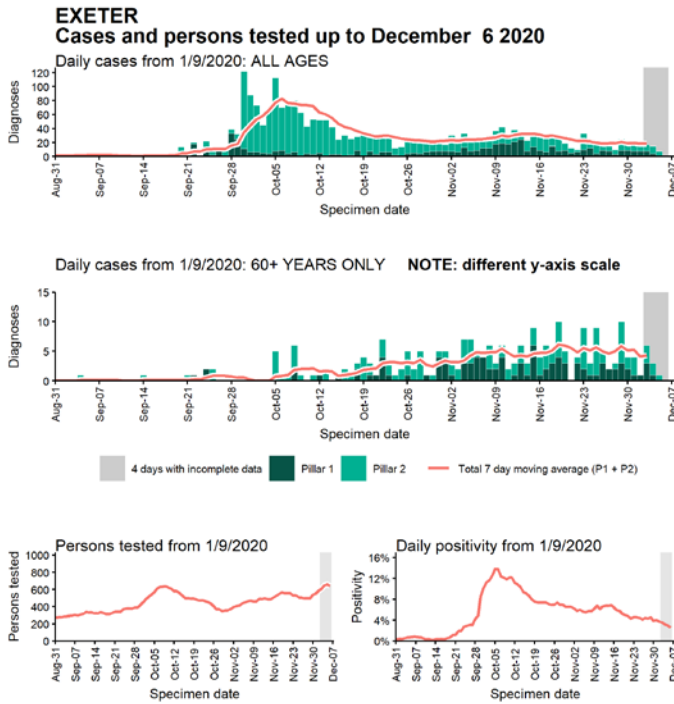 EXETER
Cases and persons tested up to December 6 2020
Daily cases from 1/9/2020: ALL AGES
Diagnoses
120
100
80
60
40
20
0
Aug-31
Sep-07
Sep-14
Sep-21
Sep-28
Oct-05
Oct-12
Oct-19
Oct-26
Nov-02
Nov-09
Nov-16
Nov-23
Nov-30
Dec-07
Specimen date
Daily cases from 1/9/2020: 60+ YEARS ONLY NOTE: different y-axis scale
Diagnoses
15
10
5
0
Aug-31
Sep-07
Sep-14
Sep-21
Sep-28
Oct-05
Oct-12
Oct-19
Oct-26
Nov-02
Nov-09
Nov-16
Nov-23
Nov-30
Dec-07
Specimen date
4 days with incomplete data Pillar 1 Pillar 2 Total 7 day moving average (P1 + P2)
Persons tested from 1/9/2020
Persons tested
1000
800
600
400
200
0
Aug-31
Sep-07
Sep-14
Sep-21
Sep-28
Oct-05
Oct-12
Oct-19
Oct-26
Nov-02
Nov-09
Nov-16
Nov-23
Nov-30
Dec-07
Specimen date
Daily positivity from 1/9/2020
Positivity
16%
12%
8%
4%
0%
Aug-31
Sep-07
Sep-14
Sep-21
Sep-28
Oct-05
Oct-12
Oct-19
Oct-26
Nov-02
Nov-09
Nov-16
Nov-23
Nov-30
Dec-07
Specimen date